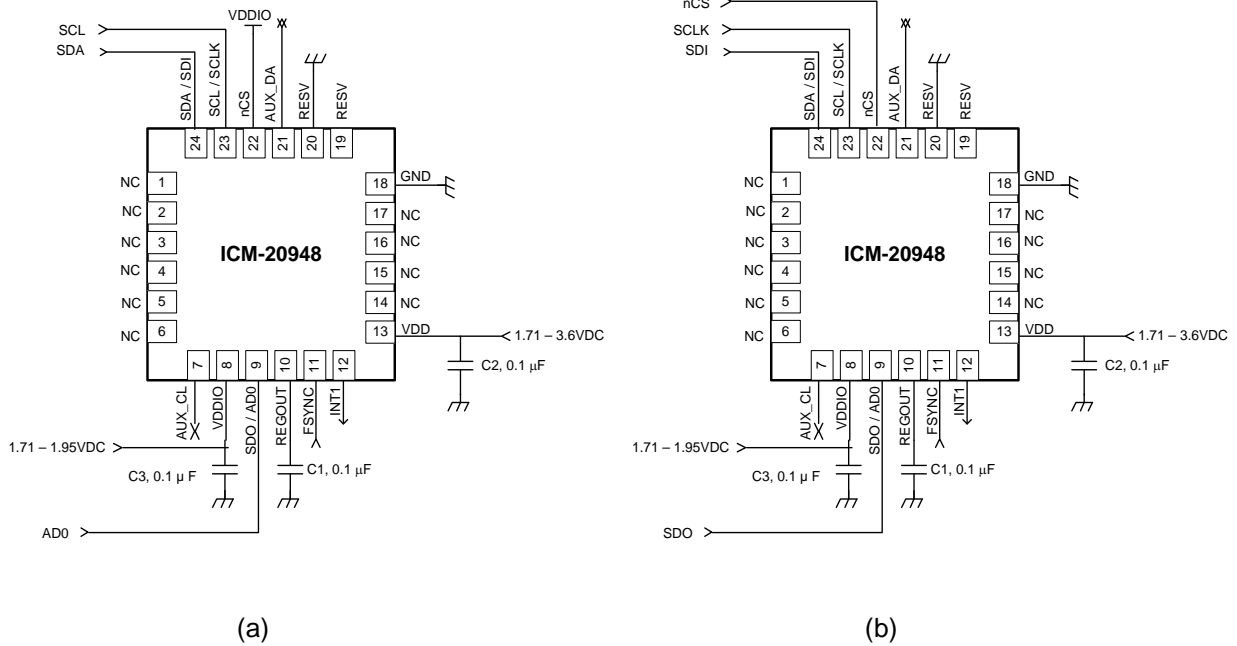 SCL
SDA
VDDIO
SDA / SDI
SCL / SCLK
nCS
AUX_DA
RESV
RESV
24
23
22
21
20
19
NC 1
NC 2
NC 3
NC 4
NC 5
NC 6
ICM-20948
18 GND
17 NC
16 NC
15 NC
14 NC
13 VDD
1.71 – 3.6VDC
C2, 0.1 µF
7
8
9
10
11
12
AUX_CL
VDDIO
SDO / AD0
REGOUT
FSYNC
INT1
1.71 – 1.95VDC
C3, 0.1 µ F
C1, 0.1 µF
AD0
(a)
nCS
SCLK
SDI
SDA / SDI
SCL / SCLK
nCS
AUX_DA
RESV
RESV
24
23
22
21
20
19
NC 1
NC 2
NC 3
NC 4
NC 5
NC 6
ICM-20948
18 GND
17 NC
16 NC
15 NC
14 NC
13 VDD
1.71 – 3.6VDC
C2, 0.1 µF
7
8
9
10
11
12
AUX_CL
VDDIO
SDO / AD0
REGOUT
FSYNC
INT1
1.71 – 1.95VDC
C3, 0.1 µ F
C1, 0.1 µF
SDO
(b)